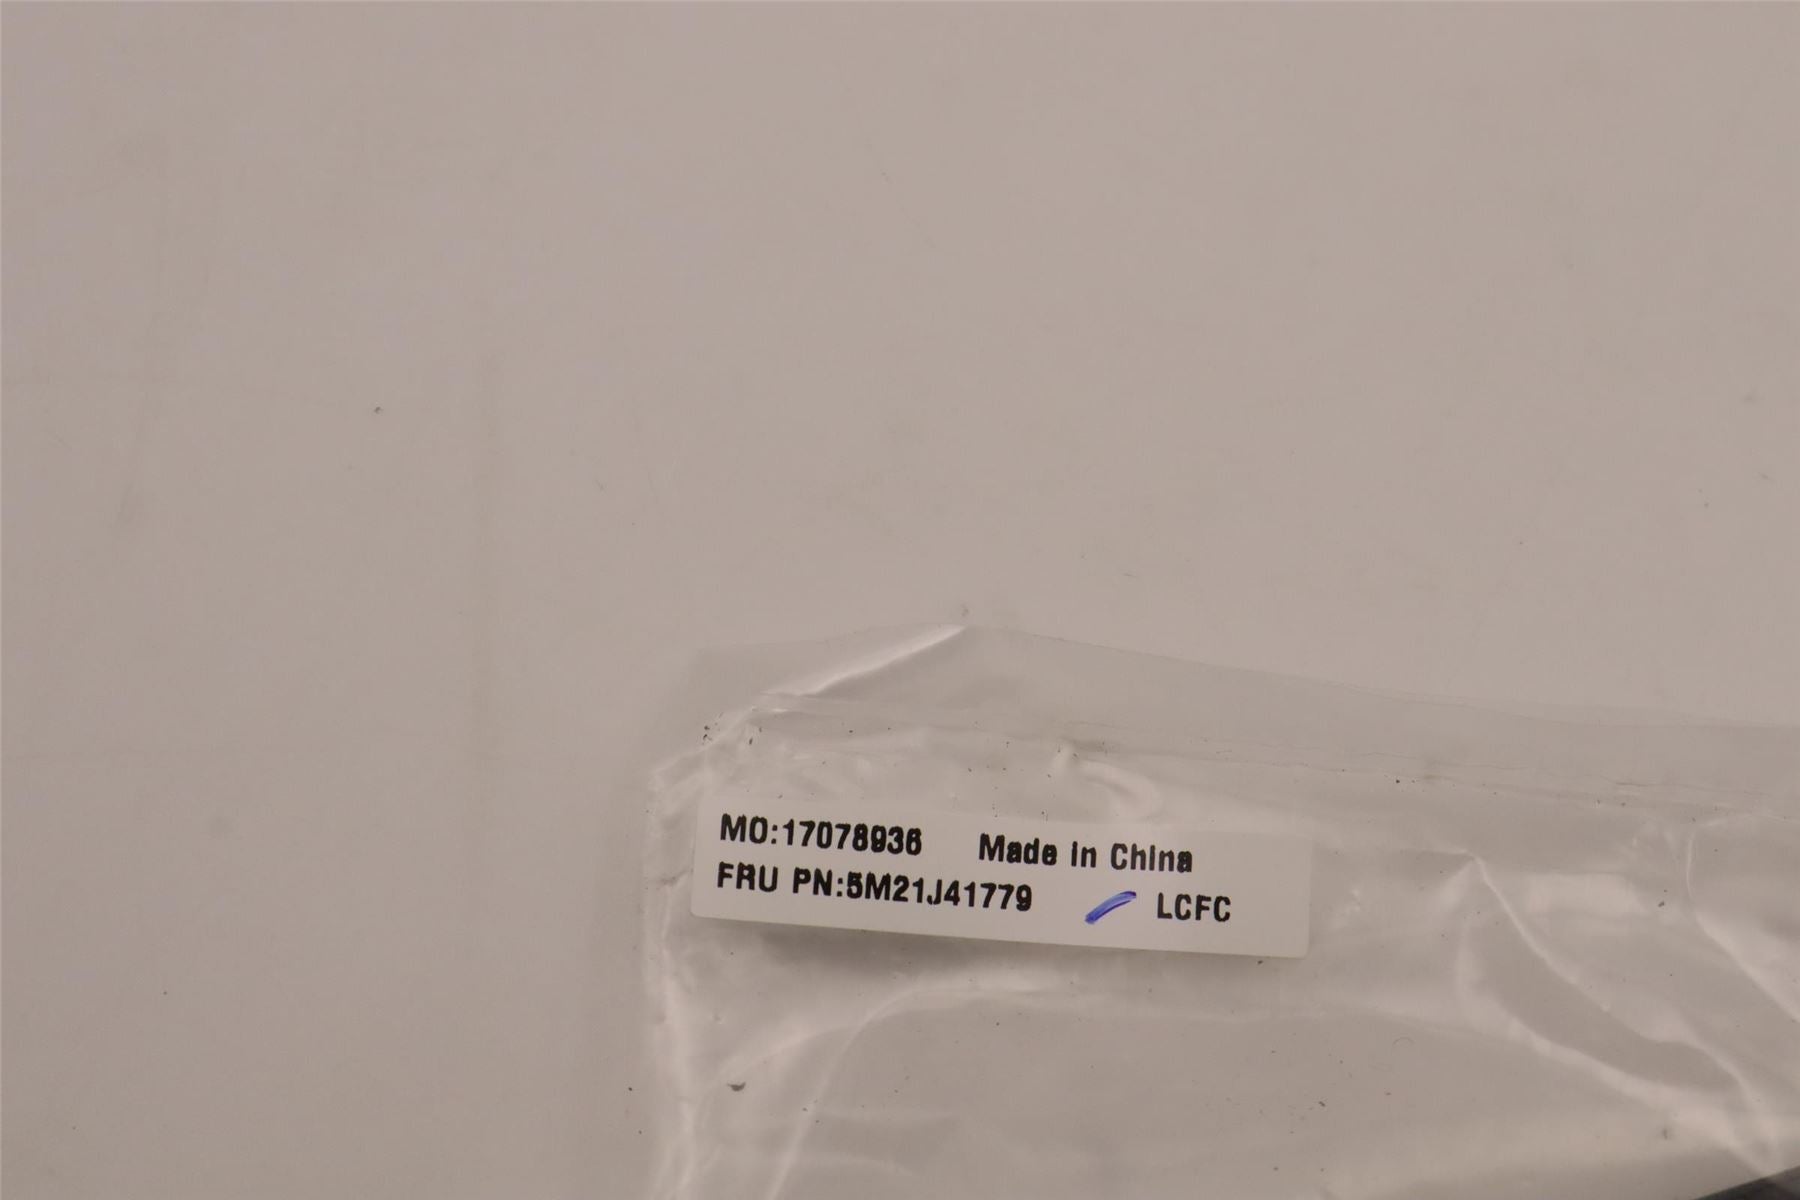 MO:17078936 Made in China
FRU PN:5M21J41779 LCFC